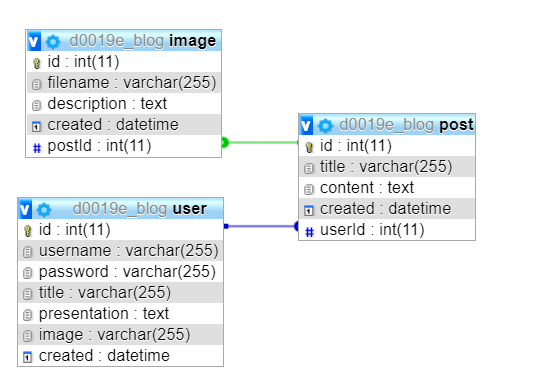 d0019e_blog image
id : int(11)
filename : varchar(255)
description : text
created : datetime
# postId : int(11)
d0019e_blog post
id : int(11)
title : varchar(255)
content : text
created : datetime
# userId : int(11)
d0019e_blog user
id : int(11)
username : varchar(255)
password : varchar(255)
title : varchar(255)
presentation : text
image : varchar(255)
created : datetime